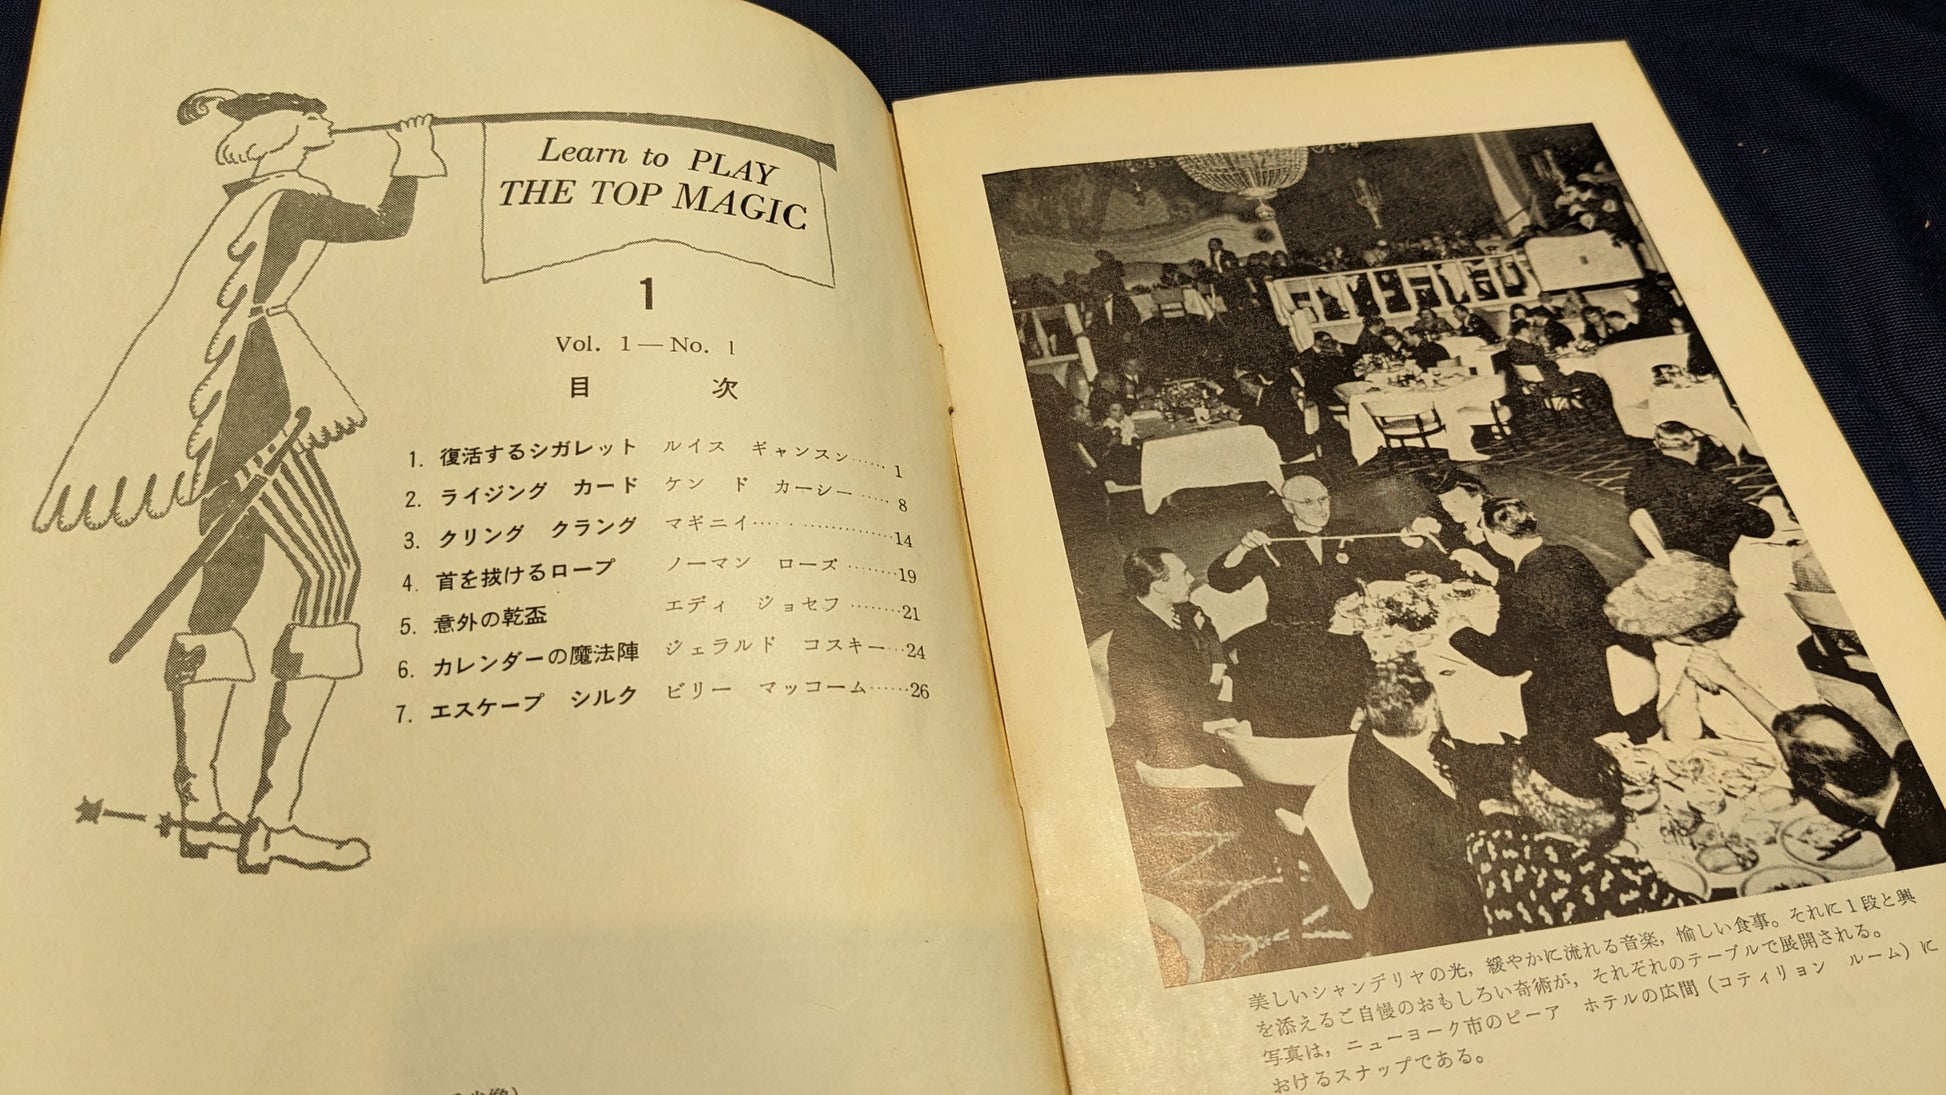 Learn to PLAY
THE TOP MAGIC
1
Vol. 1—No. 1
目　次
1. 復活するシガレット　ルイス　ギャンスン……1
2. ライジング　カード　ケン　ド　カーシー……8
3. クリング　クラング　マギニイ……………14
4. 首を抜けるロープ　ノーマン　ローズ………19
5. 意外の乾盃　エディ　ジョセフ………21
6. カレンダーの魔法陣　ジェラルド　コスキー…24
7. エスケープ　シルク　ビリー　マッコーム……26
美しいシャンデリヤの光，緩やかに流れる音楽，愉しい食事。それに1段と興
を添えるご自慢のおもしろい奇術が，それぞれのテーブルで展開される。
写真は，ニューヨーク市のピーア　ホテルの広間（コティリョン　ルーム）に
おけるスナップである。